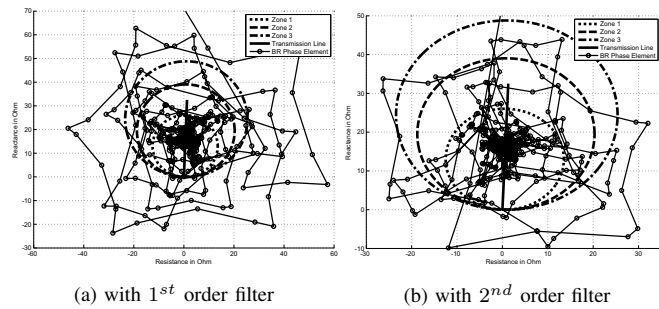 70
60
50
40
30
20
10
0
-10
-20
-30
-60
-40
-20
0
20
40
60
Resistance in Ohm
Reactance in Ohm
Zone 1
Zone 2
Zone 3
Transmission Line
BR Phase Element
50
40
30
20
10
0
-10
-30
-20
-10
0
10
20
30
Resistance in Ohm
Reactance in Ohm
Zone 1
Zone 2
Zone 3
Transmission Line
BR Phase Element
(a) with 1st order filter
(b) with 2nd order filter